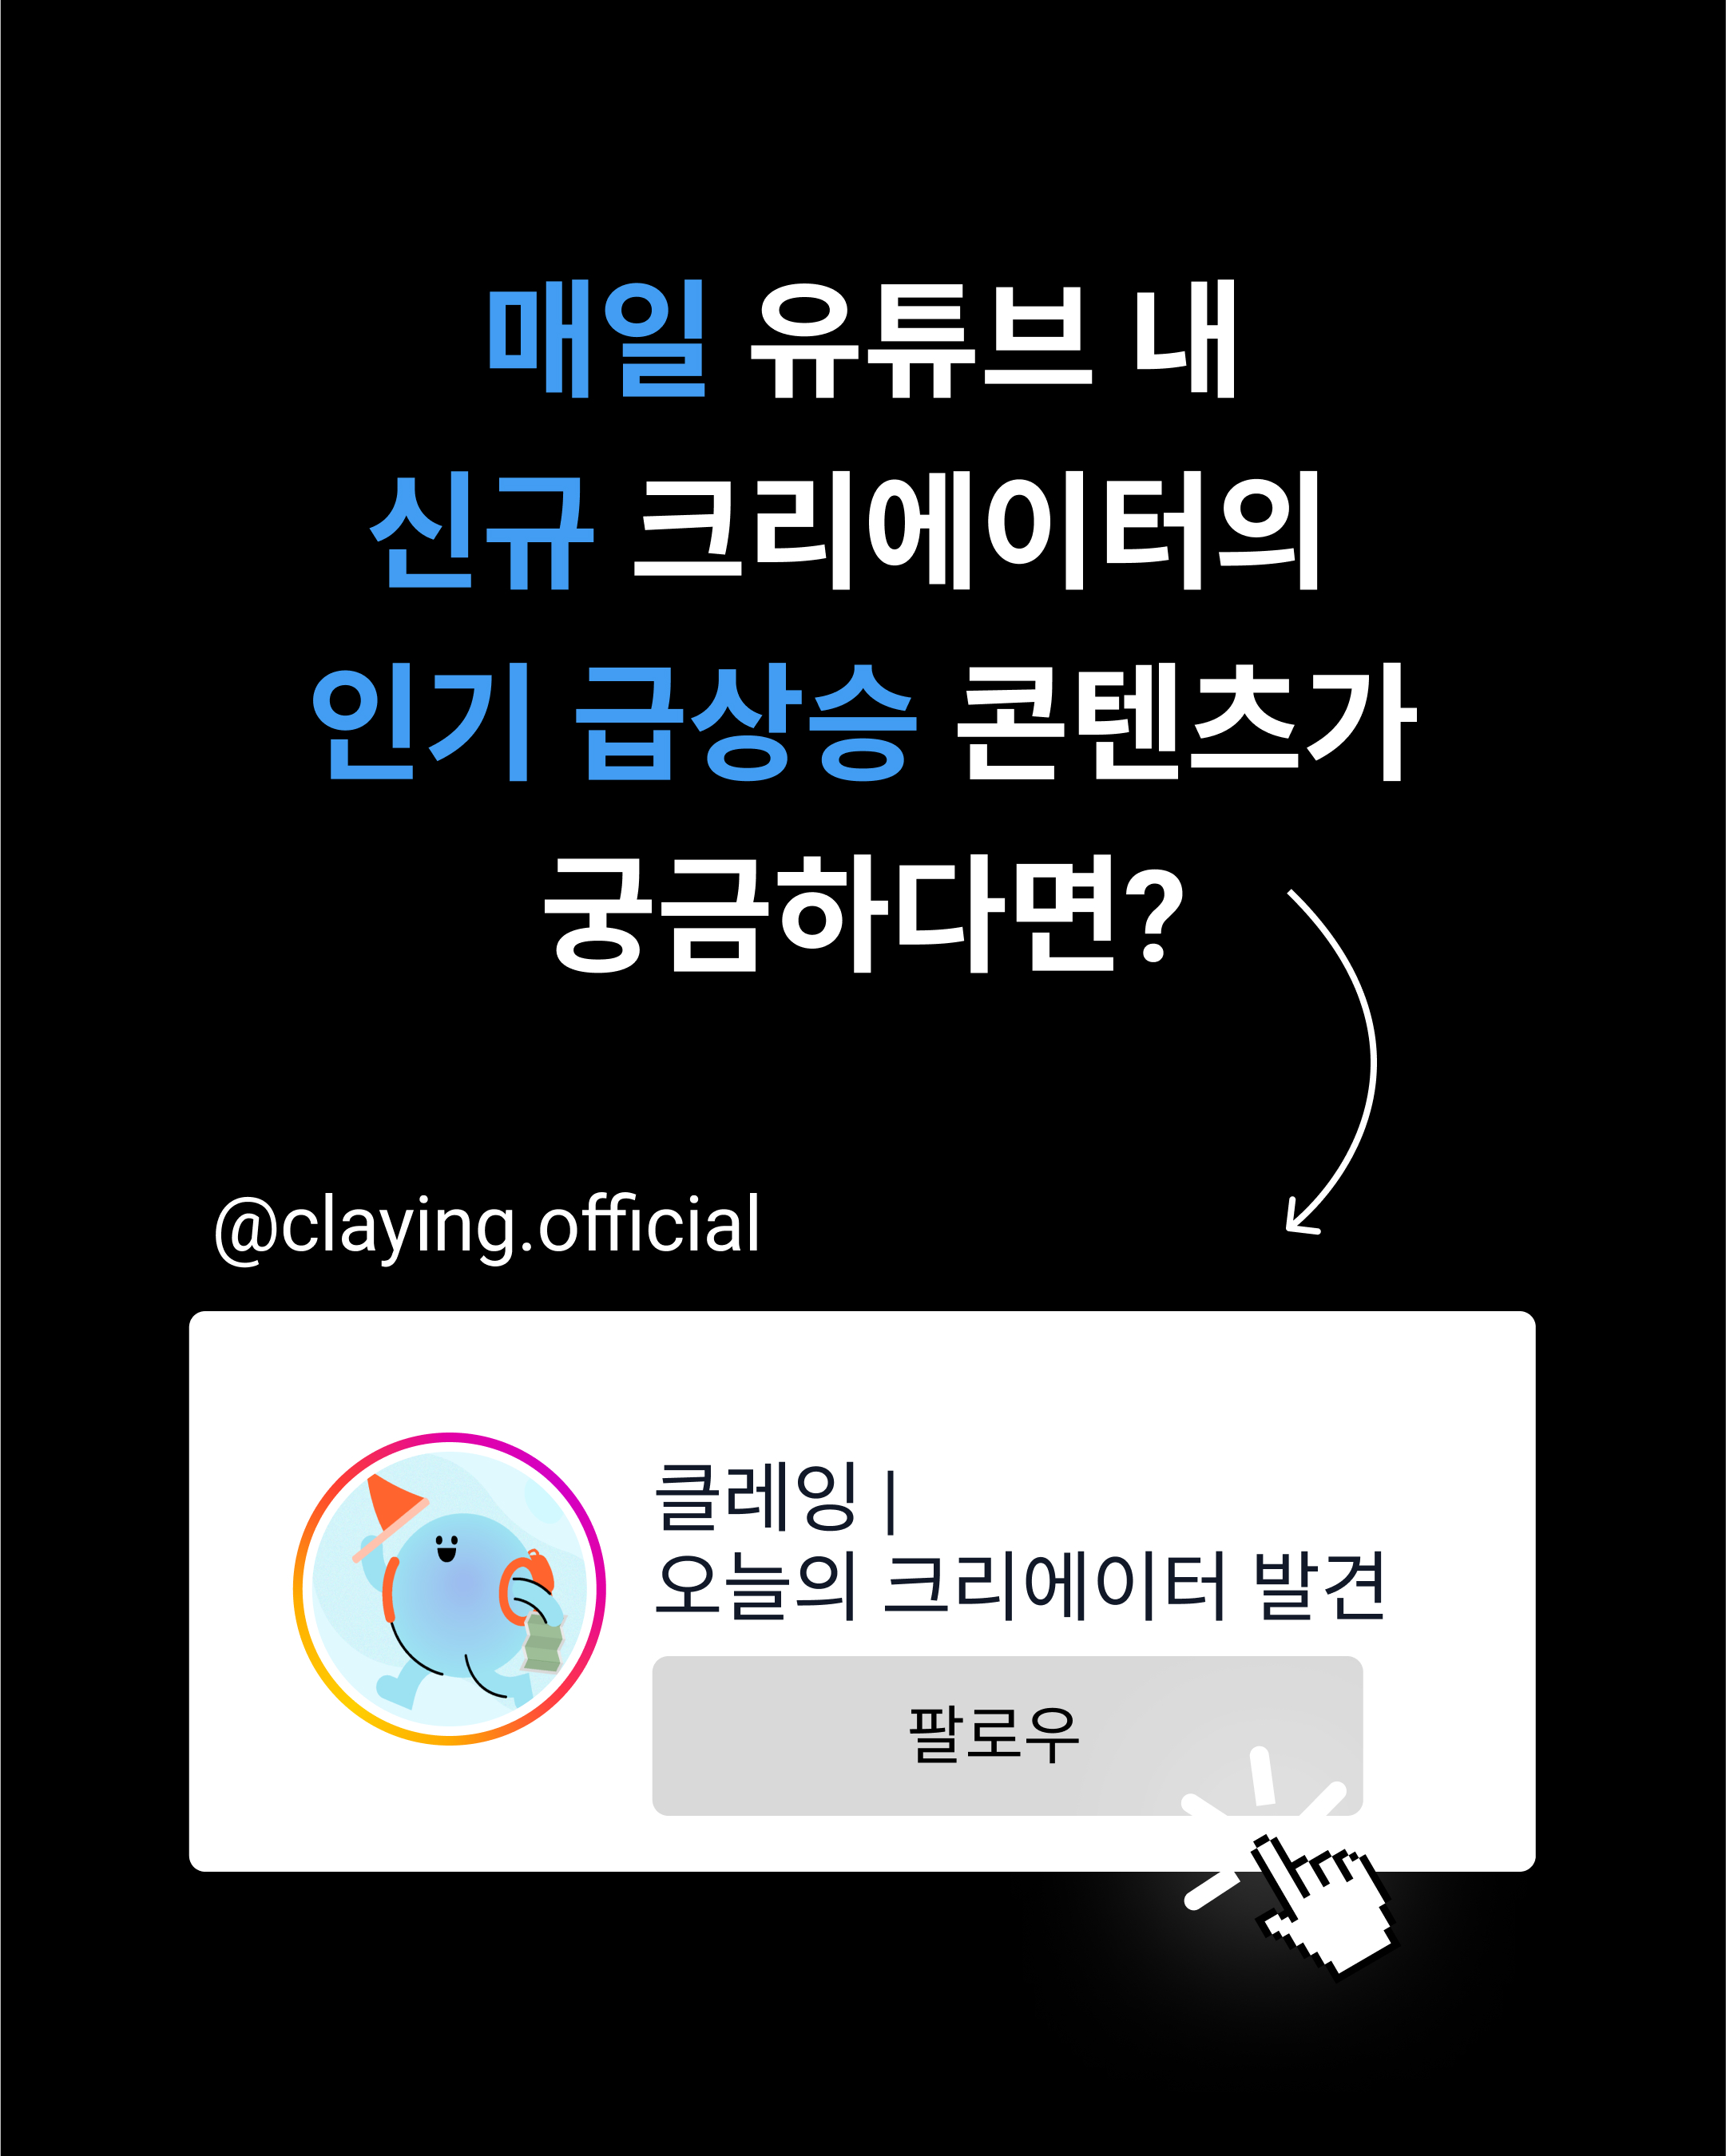 매일 유튜브 내
신규 크리에이터의
인기 급상승 콘텐츠가
궁금하다면?
@claying.official
클레잉 |
오늘의 크리에이터 발견
팔로우